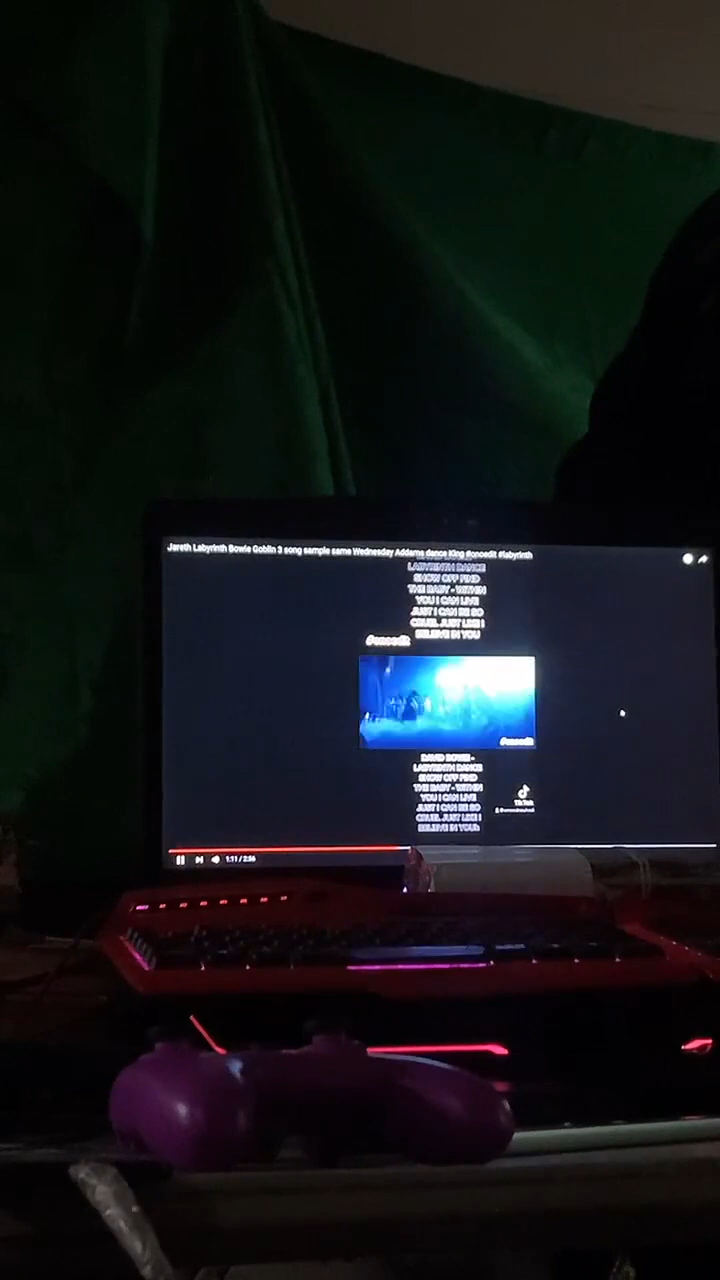 Jareth Labyrinth Bowie Goblin 3 song sample same Wednesday Addams dance King #oncedit #labyrinth
LABYRINTH DANCE
SHOW OFF FIND
THE BABY - WITHIN
YOU I CAN LIVE
JUST I CAN BE SO
CRUEL JUST LIKE I
BELIEVE IN YOU
DAVID BOWIE -
LABYRINTH DANCE
SHOW OFF FIND
THE BABY - WITHIN
YOU I CAN LIVE
JUST I CAN BE SO
CRUEL JUST LIKE I
BELIEVE IN YOU
TikTok
1:11 / 2:56